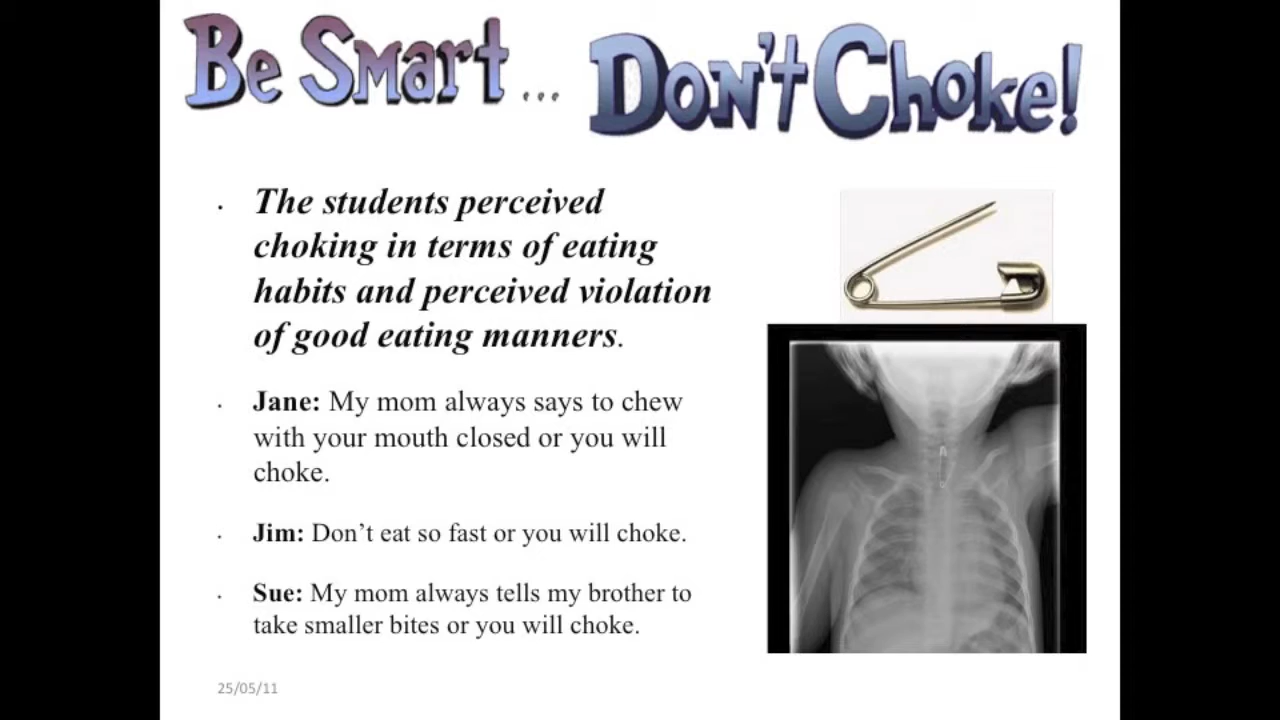 Be Smart ... Don't Choke!
• The students perceived
choking in terms of eating
habits and perceived violation
of good eating manners.
• Jane: My mom always says to chew
with your mouth closed or you will
choke.
• Jim: Don’t eat so fast or you will choke.
• Sue: My mom always tells my brother to
take smaller bites or you will choke.
25/05/11